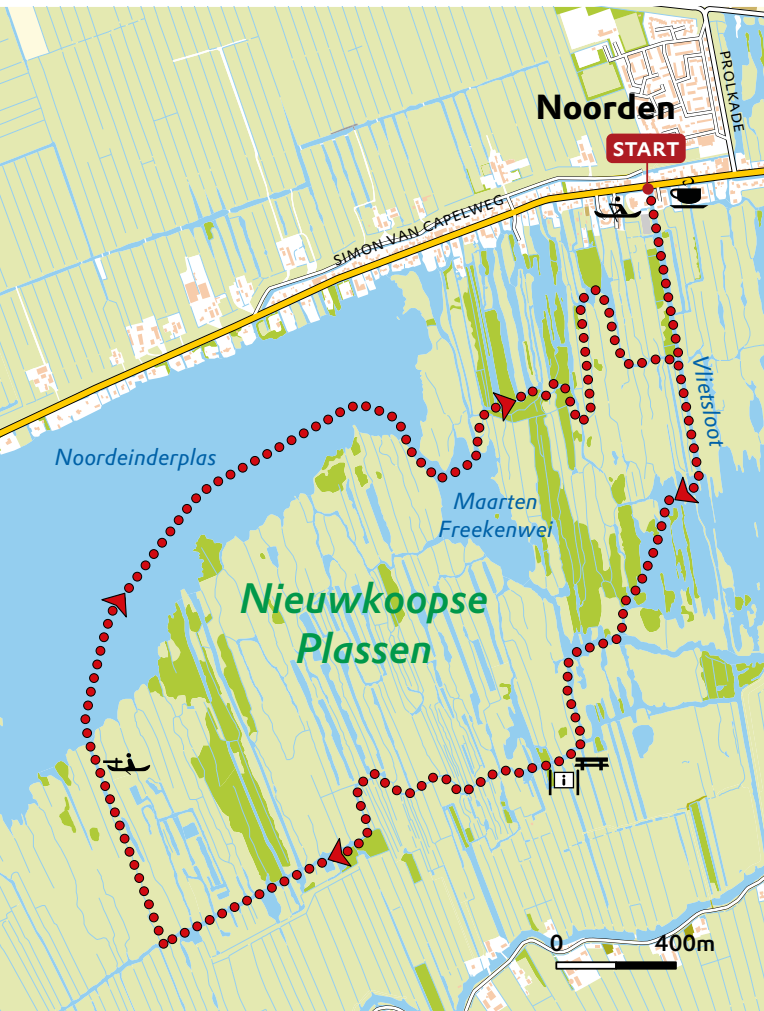 PROLKADE
Noorden
START
SIMON VAN CAPELWEG
Vlietsloot
Noordeinderplas
Maarten
Freekenwei
Nieuwkoopse
Plassen
i
0 400m